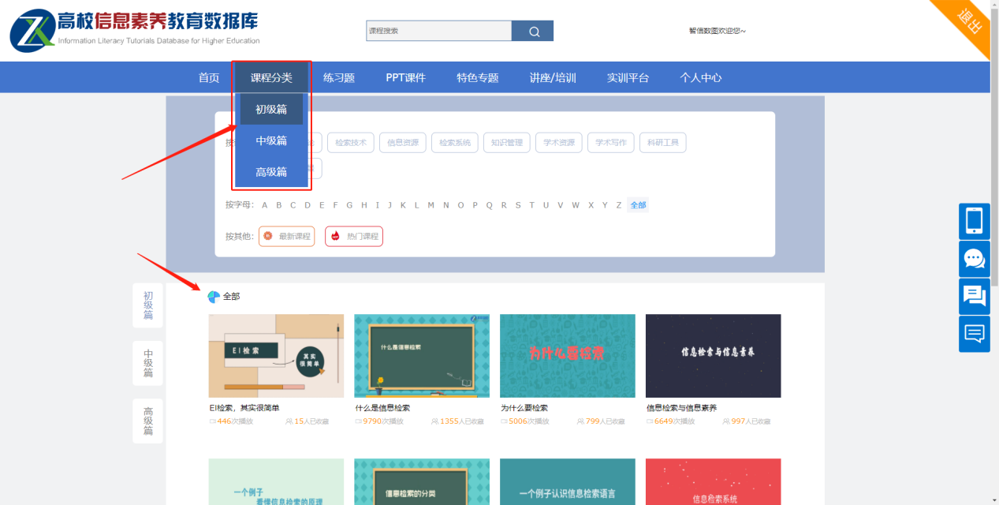 高校信息素养教育数据库
Information Literacy Tutorials Database for Higher Education
课程搜索
智信数图欢迎您~
退出
首页 课程分类 练习题 PPT课件 特色专题 讲座/培训 实训平台 个人中心
初级篇
中级篇
高级篇
检索技术 信息资源 检索系统 知识管理 学术资源 学术写作 科研工具
按字母: A B C D E F G H I J K L M N O P Q R S T U V W X Y Z 全部
按其他: 最新课程 热门课程
初级篇
中级篇
高级篇
全部
EI检索
其实很简单
什么是信息检索
为什么要检索
信息检索与信息素养
EI检索，其实很简单 什么是信息检索 为什么要检索 信息检索与信息素养
446次播放 15人已收藏 9790次播放 1355人已收藏 5006次播放 799人已收藏 6649次播放 997人已收藏
一个例子
看懂信息检索的原理
信息检索的分类
一个例子认识信息检索语言
信息检索系统